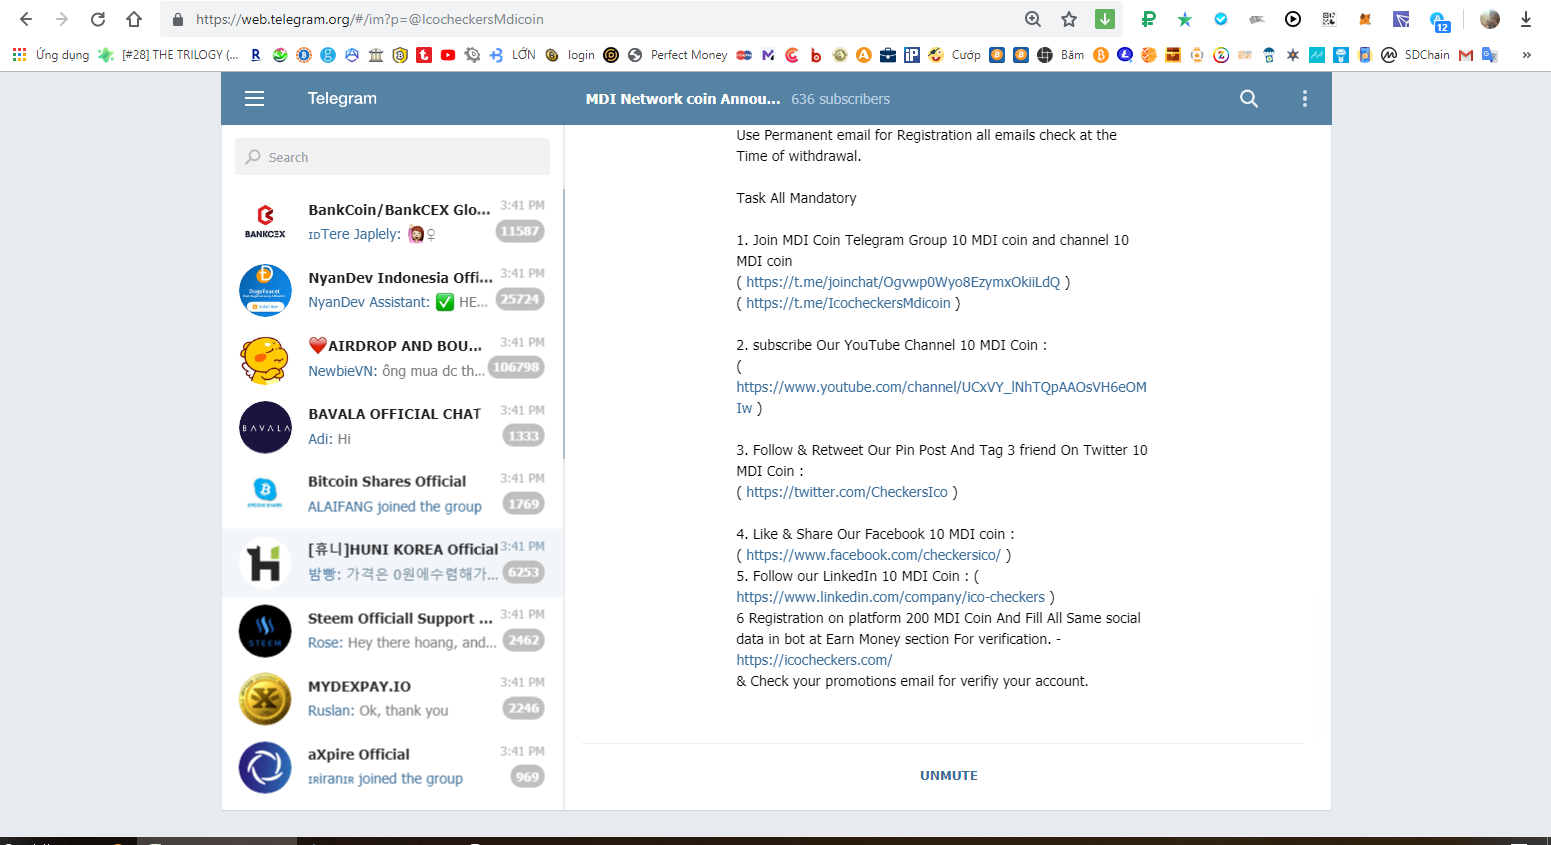 https://web.telegram.org/#/im?p=@IcocheckersMdicoin
12
Ứng dụng
[#28] THE TRILOGY (...
LỚN
login
Perfect Money
Cướp
Băm
SDChain
Telegram
MDI Network coin Annou... 636 subscribers
Search
BankCoin/BankCEX Glo... 3:41 PM
BANKCEX
ɪᴅTere Japlely: 🙋🏽♀ 11587
NyanDev Indonesia Offi... 3:41 PM
NyanDev Assistant: ✅ HE... 25724
❤️AIRDROP AND BOU... 3:41 PM
NewbieVN: ông mua dc th... 106798
BAVALA OFFICIAL CHAT 3:41 PM
BAVALA
Adi: Hi 1333
Bitcoin Shares Official 3:41 PM
BITCOIN SHARES
ALAIFANG joined the group 1769
[휴니]HUNI KOREA Official 3:41 PM
밤빵: 가격은 0원에수렴해가... 6253
Steem Officiall Support ... 3:41 PM
STEEM
Rose: Hey there hoang, and... 2462
MYDEXPAY.IO 3:41 PM
Ruslan: Ok, thank you 2246
aXpire Official 3:41 PM
ɪʀiranɪʀ joined the group 969
Use Permanent email for Registration all emails check at the
Time of withdrawal.
Task All Mandatory
1. Join MDI Coin Telegram Group 10 MDI coin and channel 10
MDI coin
( https://t.me/joinchat/Ogvwp0Wyo8EzymxOkiiLdQ )
( https://t.me/IcocheckersMdicoin )
2. subscribe Our YouTube Channel 10 MDI Coin :
(
https://www.youtube.com/channel/UCxVY_lNhTQpAAOsVH6eOM
Iw )
3. Follow & Retweet Our Pin Post And Tag 3 friend On Twitter 10
MDI Coin :
( https://twitter.com/CheckersIco )
4. Like & Share Our Facebook 10 MDI coin :
( https://www.facebook.com/checkersico/ )
5. Follow our LinkedIn 10 MDI Coin : (
https://www.linkedin.com/company/ico-checkers )
6 Registration on platform 200 MDI Coin And Fill All Same social
data in bot at Earn Money section For verification. -
https://icocheckers.com/
& Check your promotions email for verifiy your account.
UNMUTE